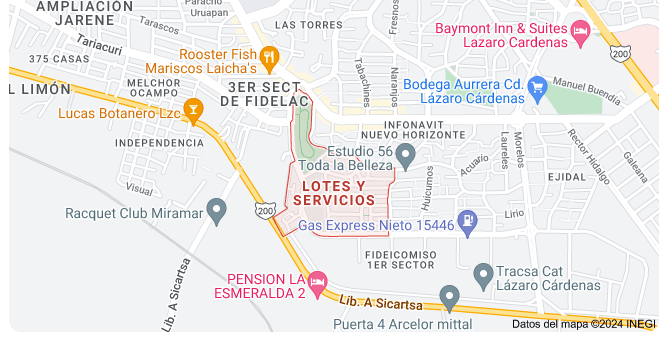 AMPLIACIÓN
JARENE
Paracho
Uruapan
LAS TORRES
Fresnos
Baymont Inn & Suites
Lazaro Cardenas
Tariacuri
375 CASAS
Rooster Fish
Mariscos Laicha's
Tabachines
Naranjos
200
MELCHOR
OCAMPO
3ER SECT
DE FIDELAC
Bodega Aurrera Cd.
Lázaro Cárdenas
Manuel Buendía
L LIMÓN
Lucas Botanero Lzc
INFONAVIT
NUEVO HORIZONTE
INDEPENDENCIA
Estudio 56
Toda la Belleza
Acuario
Laureles
Morelos
Rector Hidalgo
Galeana
Visual
LOTES Y
SERVICIOS
Huicumos
EJIDAL
Racquet Club Miramar
200
Lirio
Gas Express Nieto 15446
FIDEICOMISO
1ER SECTOR
PENSION LA
ESMERALDA 2
Tracsa Cat
Lázaro Cárdenas
Lib. A Sicartsa
Lib. A Sicartsa
Puerta 4 Arcelor mittal
Datos del mapa ©2024 INEGI